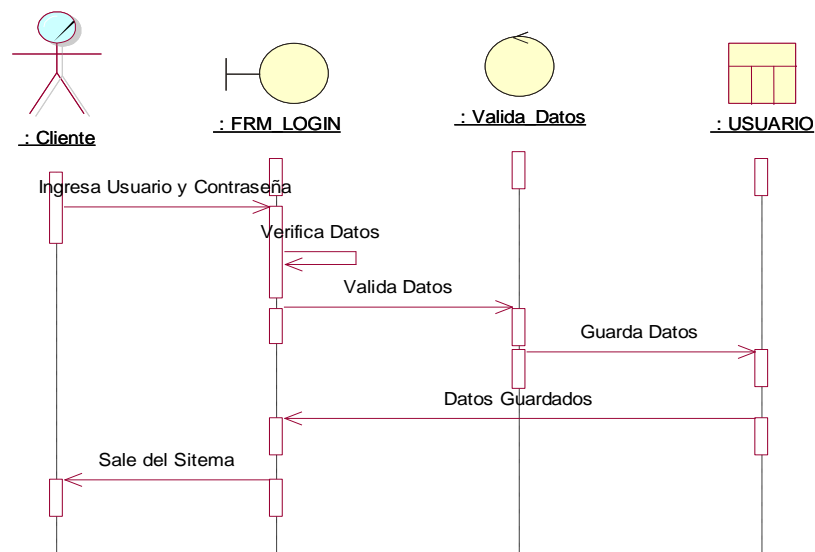 : Cliente
: FRM_LOGIN
: Valida_Datos
: USUARIO
Ingresa Usuario y Contraseña
Verifica Datos
Valida Datos
Guarda Datos
Datos Guardados
Sale del Sitema